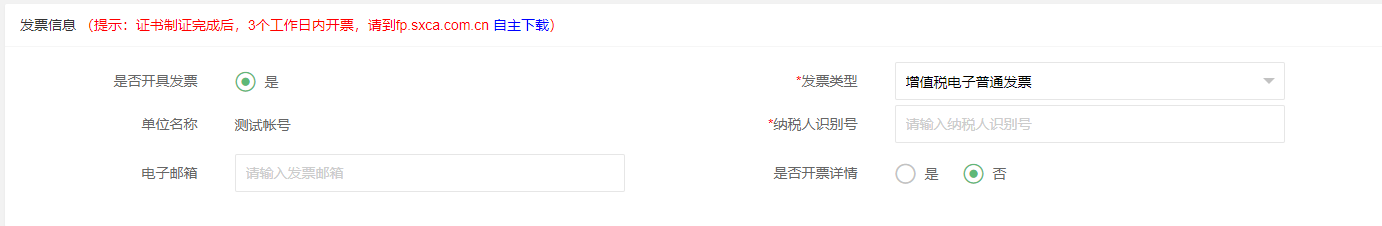 发票信息 （提示：证书制证完成后，3个工作日内开票，请到fp.sxca.com.cn 自主下载）
是否开具发票 是 *发票类型 增值税电子普通发票
单位名称 测试帐号 *纳税人识别号 请输入纳税人识别号
电子邮箱 请输入发票邮箱 是否开票详情 是 否